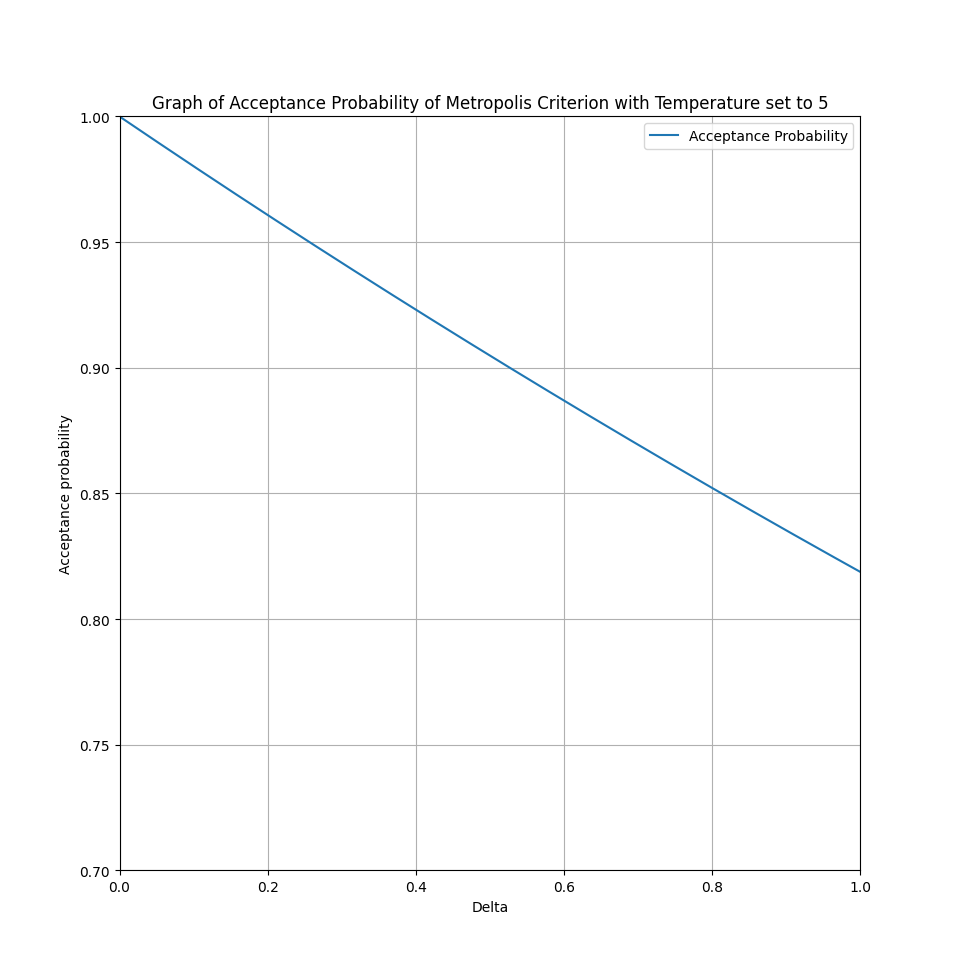 Graph of Acceptance Probability of Metropolis Criterion with Temperature set to 5
Acceptance Probability
1.00
0.95
0.90
0.85
0.80
0.75
0.70
Acceptance probability
0.0 0.2 0.4 0.6 0.8 1.0
Delta